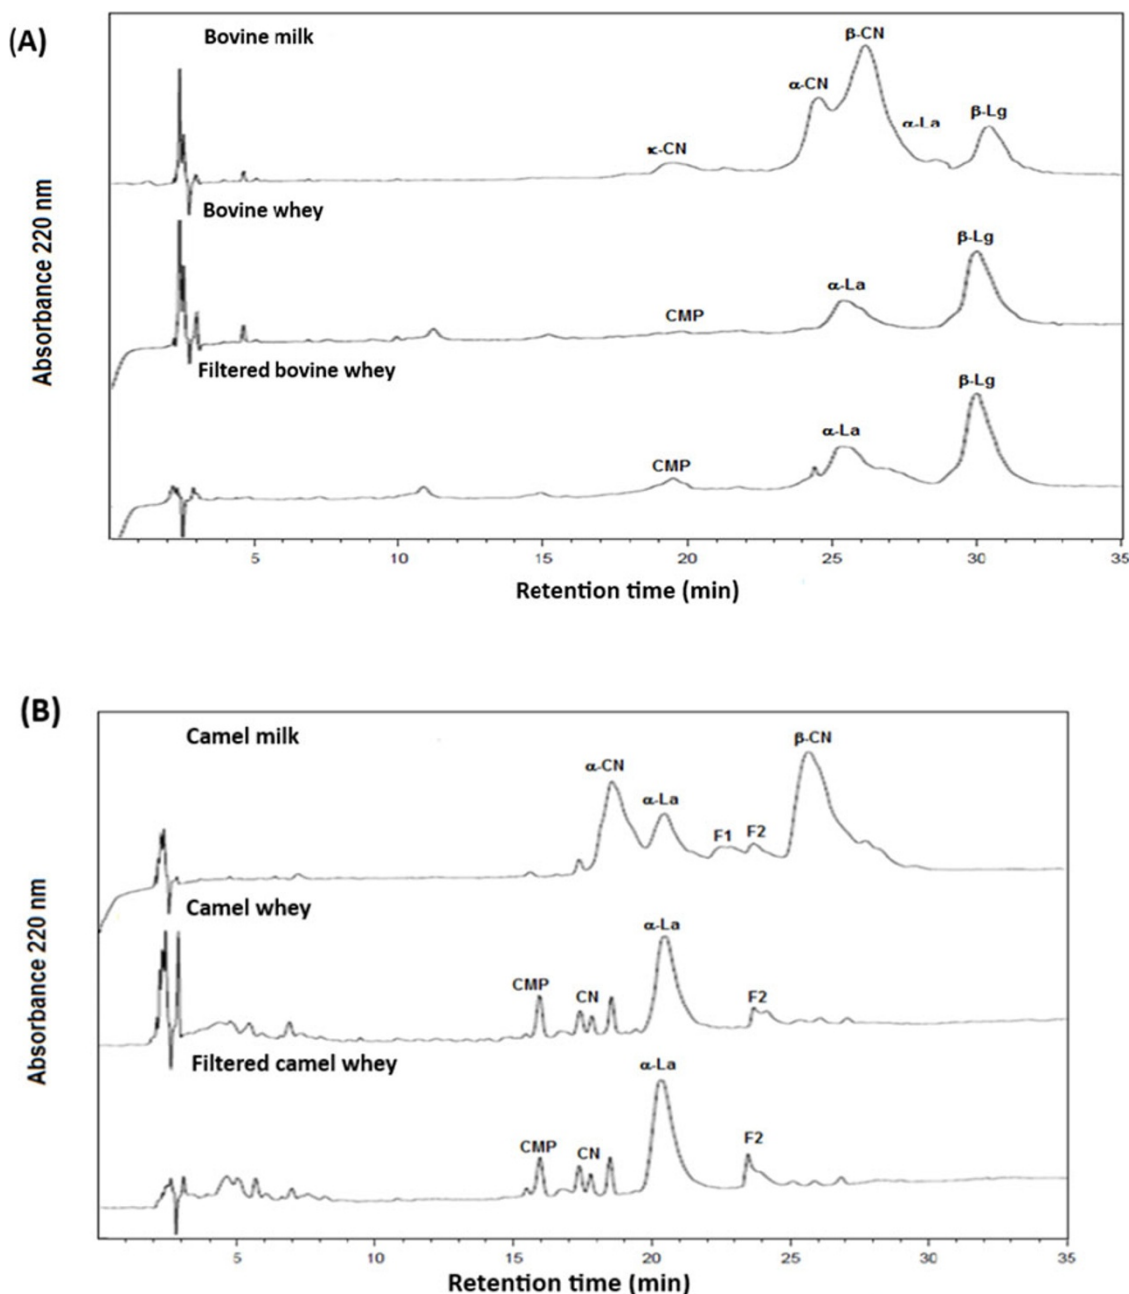 (A)
Bovine milk
β-CN
α-CN
α-La
β-Lg
κ-CN
Bovine whey
β-Lg
α-La
CMP
Filtered bovine whey
β-Lg
α-La
CMP
Absorbance 220 nm
5 10 15 20 25 30 35
Retention time (min)
(B)
Camel milk
β-CN
α-CN
α-La
F1 F2
Camel whey
α-La
CMP
CN
F2
Filtered camel whey
α-La
CMP
CN
F2
Absorbance 220 nm
5 10 15 20 25 30 35
Retention time (min)